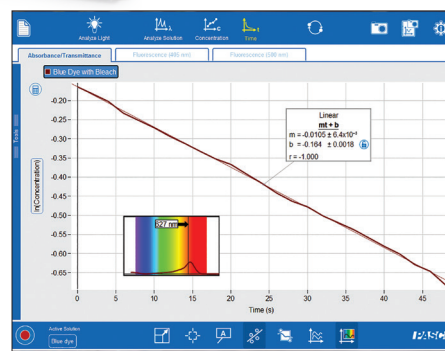 Analyze Light
Analyze Solution
Concentration
Time
Absorbance/Transmittance
Fluorescence (405 nm)
Fluorescence (500 nm)
Blue Dye with Bleach
Tools
ln(Concentration)
-0.20
-0.25
-0.30
-0.35
-0.40
-0.45
-0.50
-0.55
-0.60
-0.65
Linear
mt + b
m = -0.0105 ± 6.4x10⁻⁴
b = -0.164 ± 0.0018
r = -1.000
627 nm
0 5 10 15 20 25 30 35 40 45
Time (s)
Active Solution
Blue dye
PASC